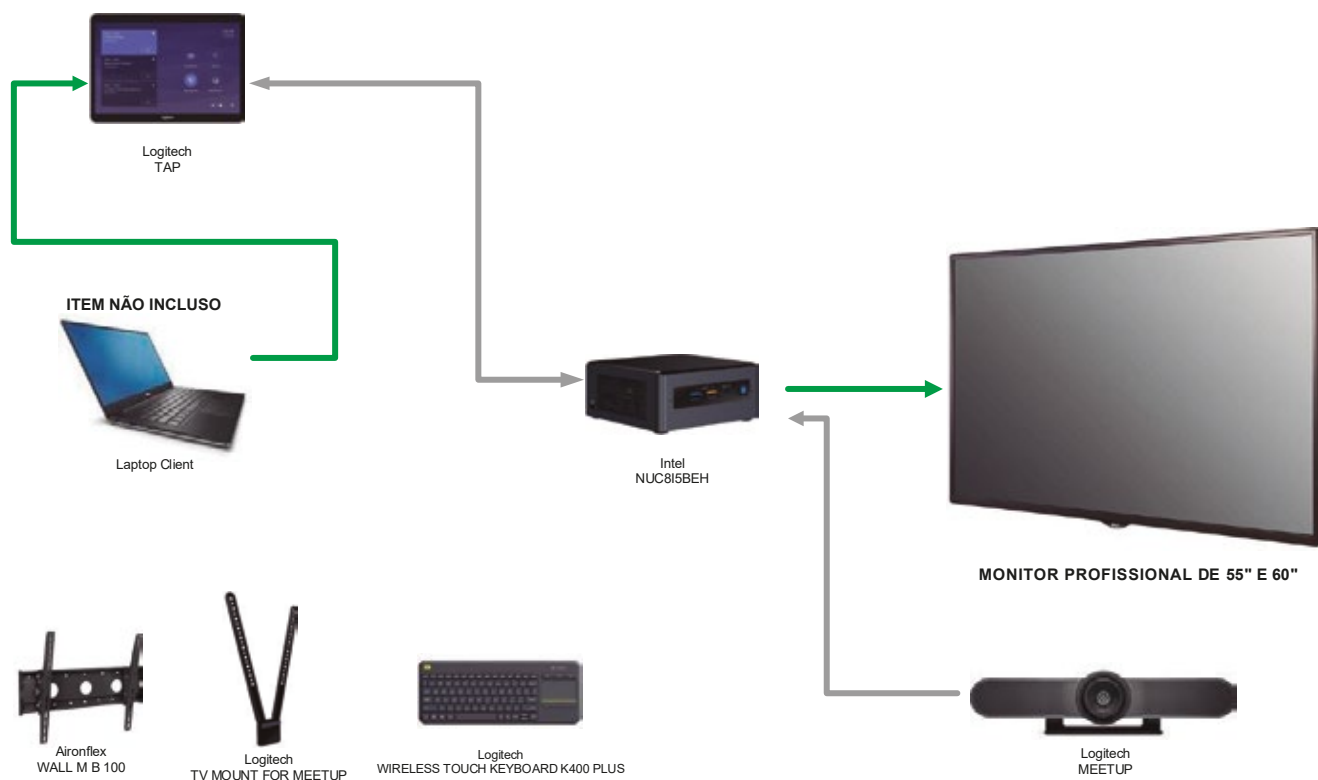 Logitech
TAP
ITEM NÃO INCLUSO
Laptop Client
Intel
NUC8I5BEH
MONITOR PROFISSIONAL DE 55" E 60"
Aironflex
WALL M B 100
Logitech
TV MOUNT FOR MEETUP
Logitech
WIRELESS TOUCH KEYBOARD K400 PLUS
Logitech
MEETUP